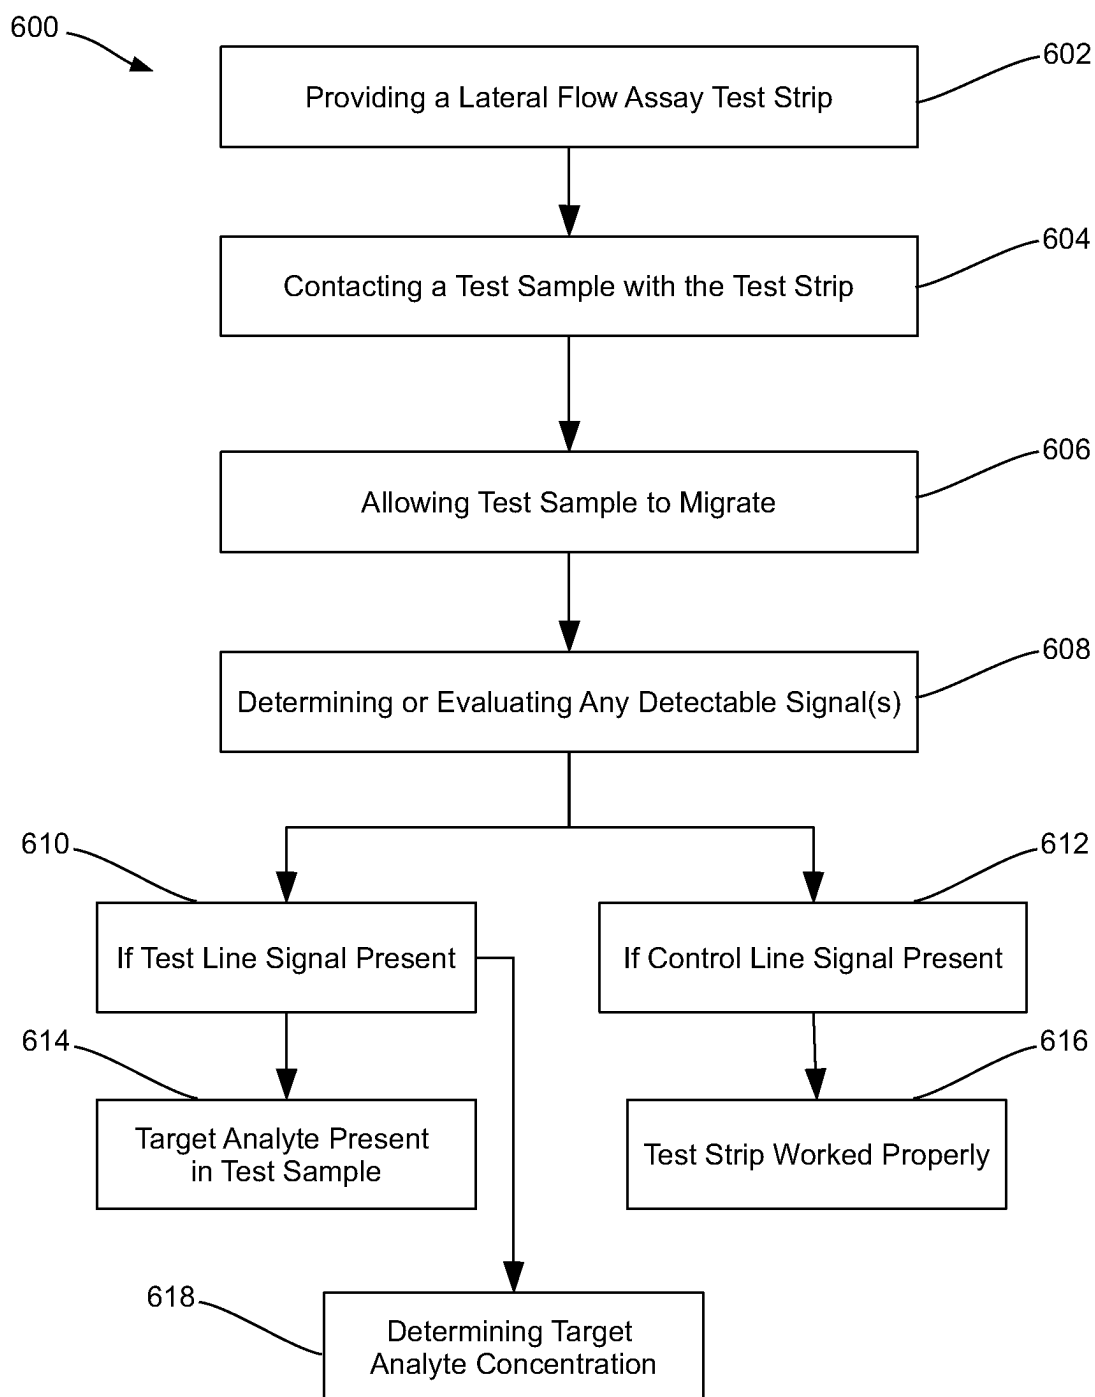 600
602
Providing a Lateral Flow Assay Test Strip
604
Contacting a Test Sample with the Test Strip
606
Allowing Test Sample to Migrate
608
Determining or Evaluating Any Detectable Signal(s)
610
612
If Test Line Signal Present
If Control Line Signal Present
614
616
Target Analyte Present
in Test Sample
Test Strip Worked Properly
618
Determining Target
Analyte Concentration